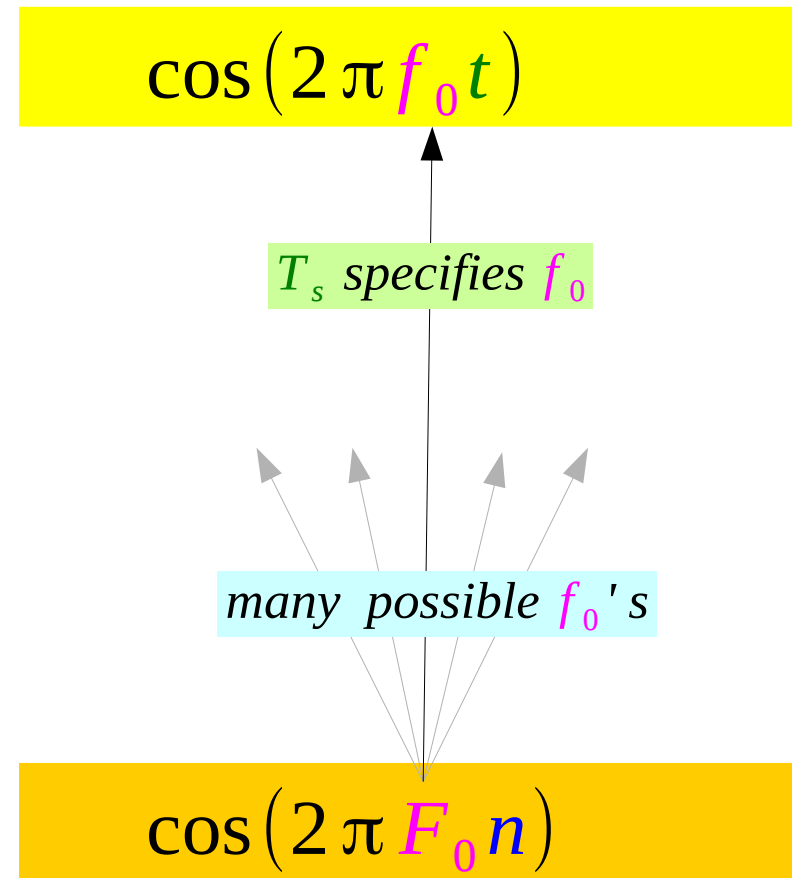 cos(2πf₀t)
Tₛ specifies f₀
many possible f₀'s
cos(2πF₀n)